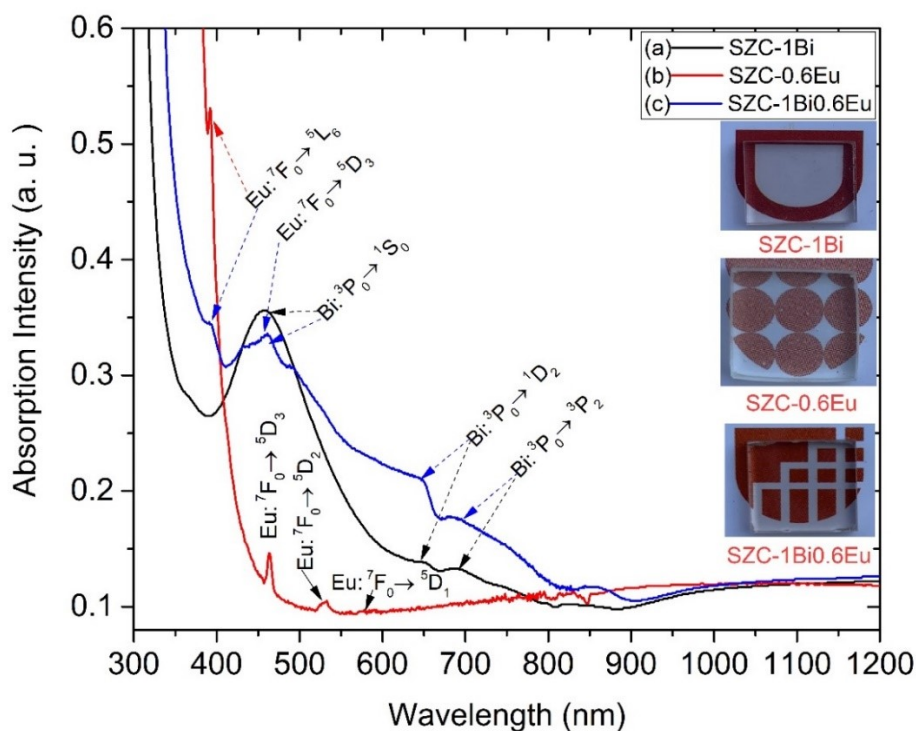 Absorption Intensity (a. u.)
0.6
0.5
0.4
0.3
0.2
0.1
300 400 500 600 700 800 900 1000 1100 1200
Wavelength (nm)
(a) SZC-1Bi
(b) SZC-0.6Eu
(c) SZC-1Bi0.6Eu
Eu: ⁷F₀→ ⁵L₆
Eu: ⁷F₀→ ⁵D₃
Bi: ³P₀→ ¹S₀
Bi: ³P₀→ ¹D₂
Bi: ³P₀→ ³P₂
Eu: ⁷F₀→ ⁵D₃
Eu: ⁷F₀→ ⁵D₂
Eu: ⁷F₀→ ⁵D₁
SZC-1Bi
SZC-0.6Eu
SZC-1Bi0.6Eu